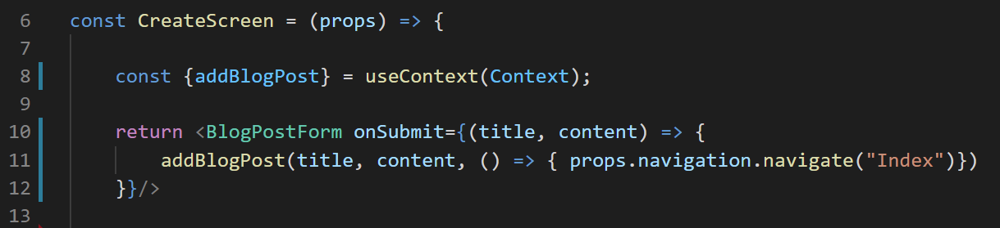 6 const CreateScreen = (props) => {
7
8 const {addBlogPost} = useContext(Context);
9
10 return <BlogPostForm onSubmit={(title, content) => {
11 addBlogPost(title, content, () => { props.navigation.navigate("Index")})
12 }}/>
13